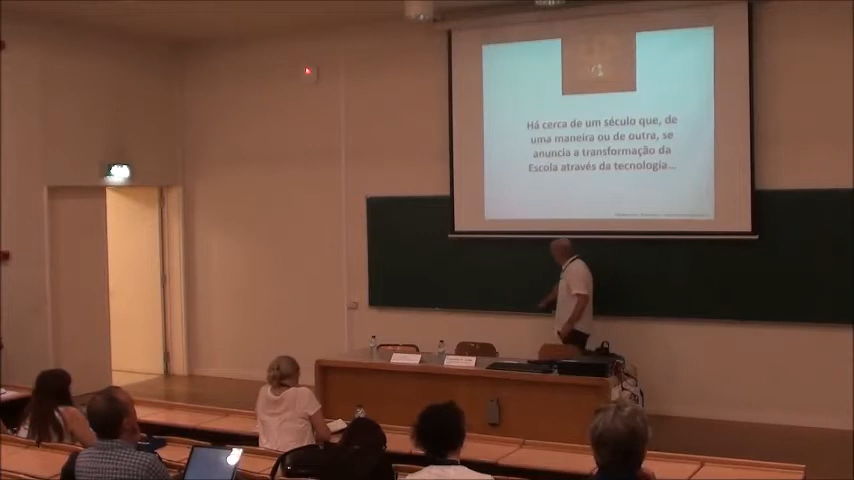 Há cerca de um século que, de
uma maneira ou de outra, se
anuncia a transformação da
Escola através da tecnologia...